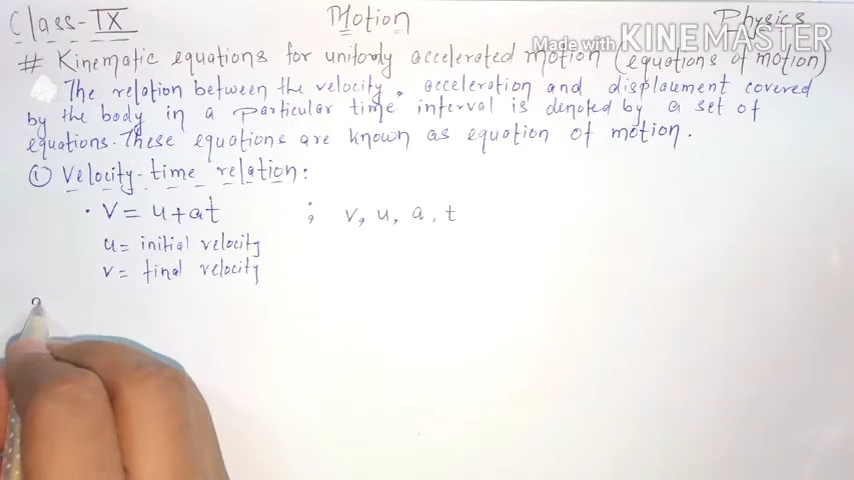 Class-IX Motion Physics
Made with KINEMASTER
# Kinematic equations for uniformly accelerated motion (equations of motion)
The relation between the velocity, acceleration and displaument covered
by the body in a particular time interval is denoted by a set of
equations. These equations are known as equation of motion.
① Velocity-time relation:
• V = u+at ; v, u, a, t
u = initial velocity
v = final velocity